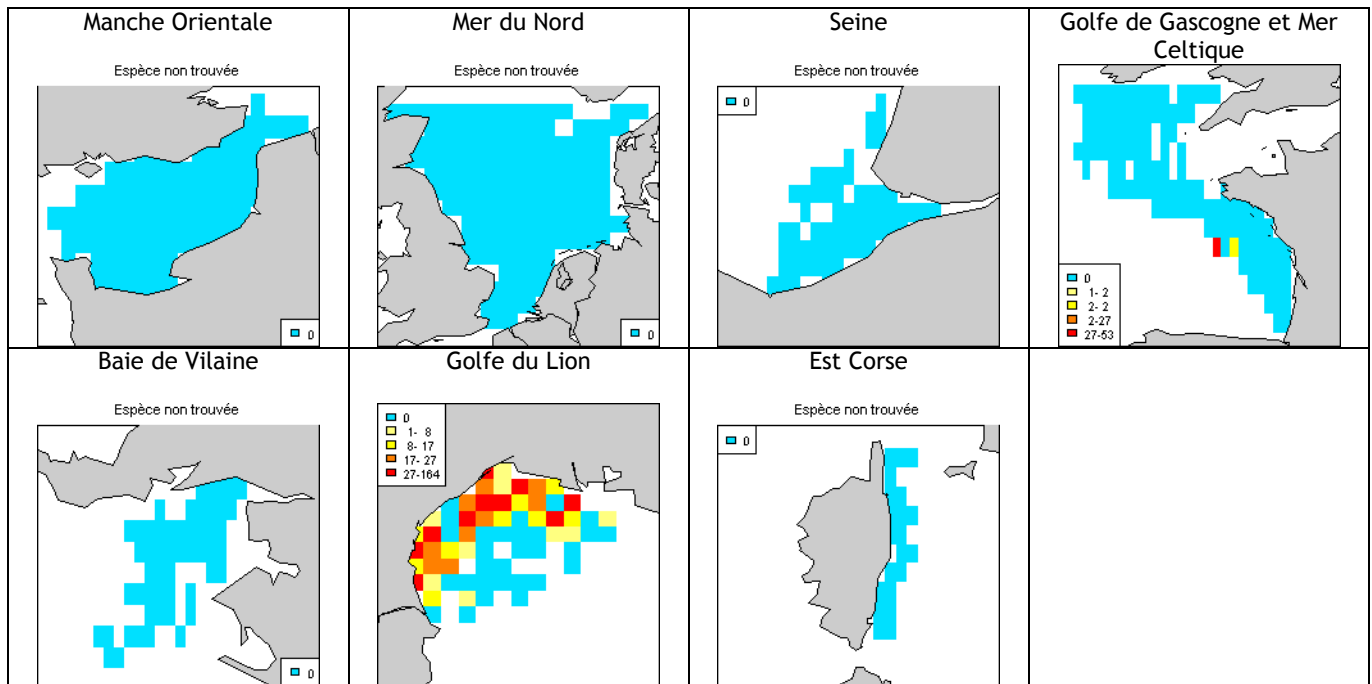 Manche Orientale
Espèce non trouvée
0
Mer du Nord
Espèce non trouvée
0
Seine
Espèce non trouvée
0
Golfe de Gascogne et Mer
Celtique
0
1- 2
2- 2
2-27
27-53
Baie de Vilaine
Espèce non trouvée
0
Golfe du Lion
0
1- 8
8- 17
17- 27
27-164
Est Corse
Espèce non trouvée
0